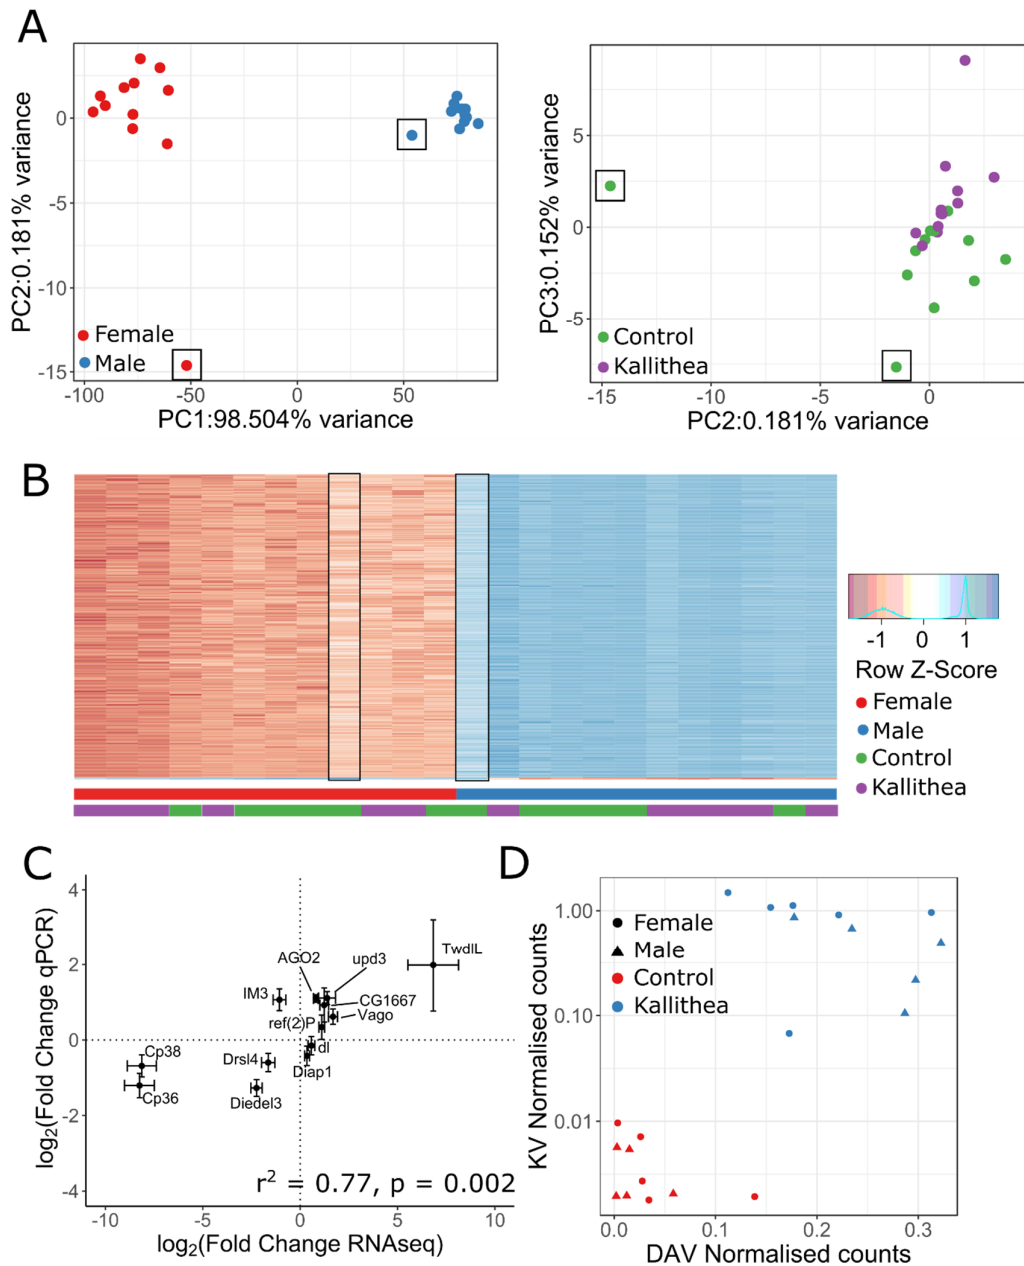 A
PC2:0.181% variance
0
-5
-10
-15
Female
Male
-100
-50
0
50
PC1:98.504% variance
PC3:0.152% variance
5
0
-5
Control
Kallithea
-15
-10
-5
0
PC2:0.181% variance
B
-1 0 1
Row Z-Score
Female
Male
Control
Kallithea
C
log2(Fold Change qPCR)
4
2
0
-2
-4
TwdlL
AGO2
upd3
IM3
CG1667
Vago
ref(2)P
dl
Diap1
Cp38
Cp36
Drsl4
Diedel3
r² = 0.77, p = 0.002
-10
-5
0
5
10
log2(Fold Change RNAseq)
D
KV Normalised counts
1.00
0.10
0.01
Female
Male
Control
Kallithea
0.0
0.1
0.2
0.3
DAV Normalised counts